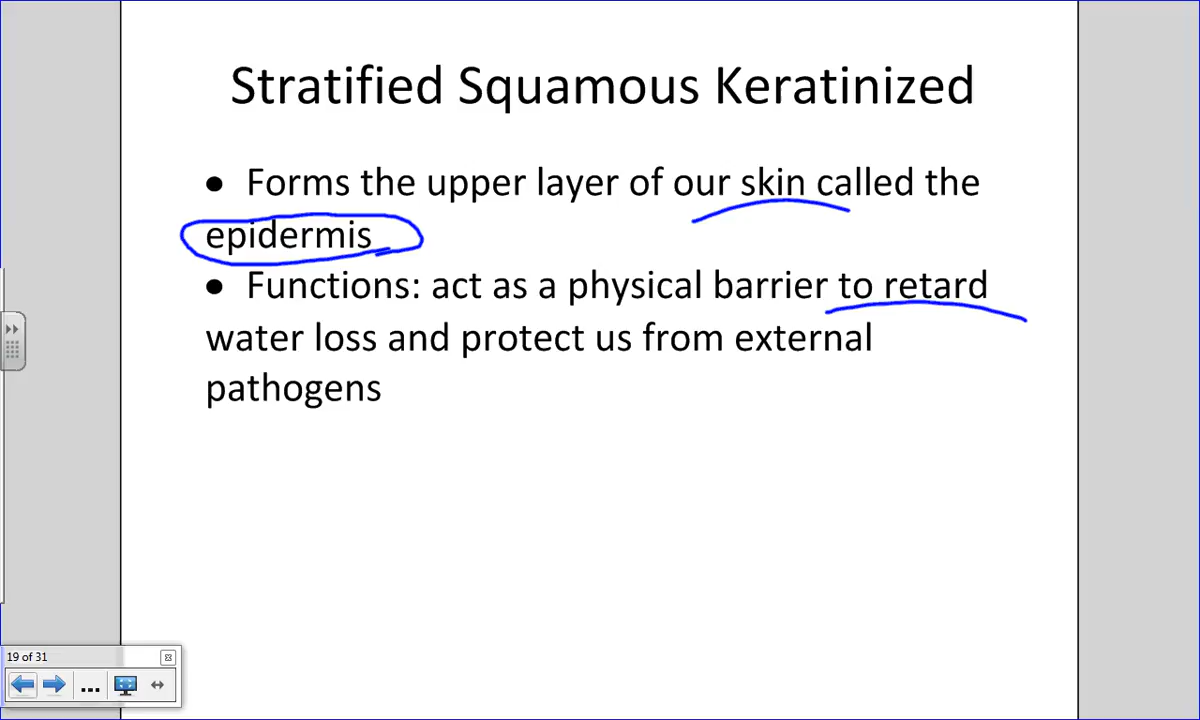 Stratified Squamous Keratinized
• Forms the upper layer of our skin called the
epidermis
• Functions: act as a physical barrier to retard
water loss and protect us from external
pathogens
19 of 31
...